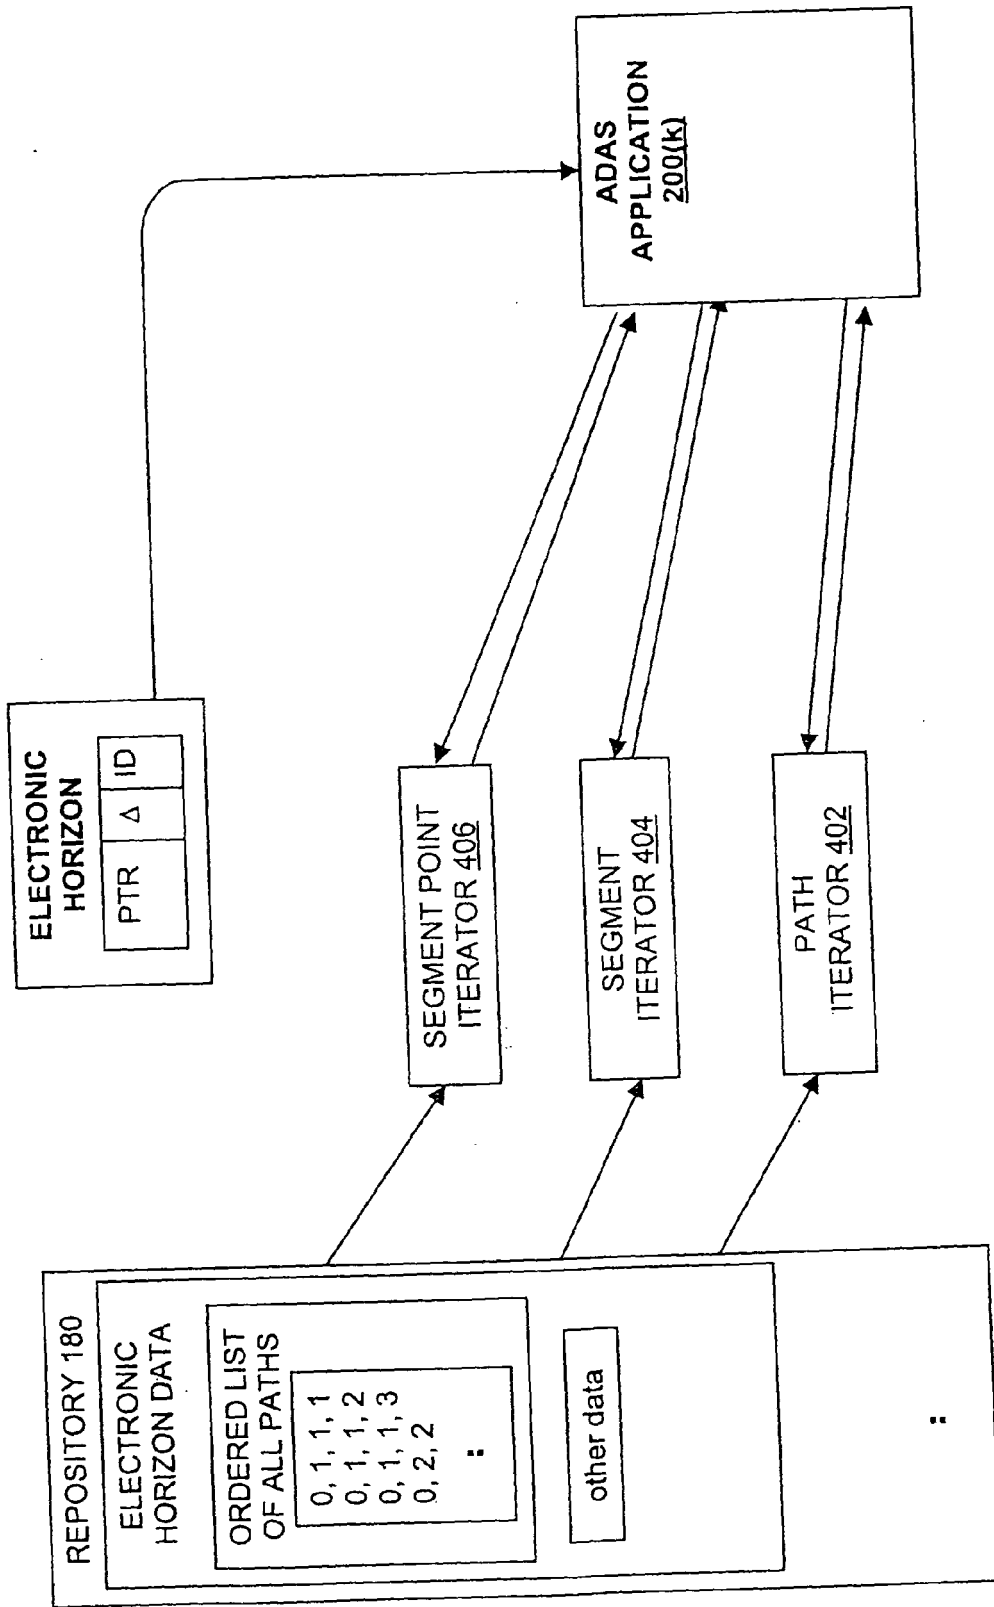 REPOSITORY 180
ELECTRONIC
HORIZON DATA
ORDERED LIST
OF ALL PATHS
0, 1, 1, 1
0, 1, 1, 2
0, 1, 1, 3
0, 2, 2
:
other data
:
ELECTRONIC
HORIZON
PTR Δ ID
SEGMENT POINT
ITERATOR 406
SEGMENT
ITERATOR 404
PATH
ITERATOR 402
ADAS
APPLICATION
200(k)